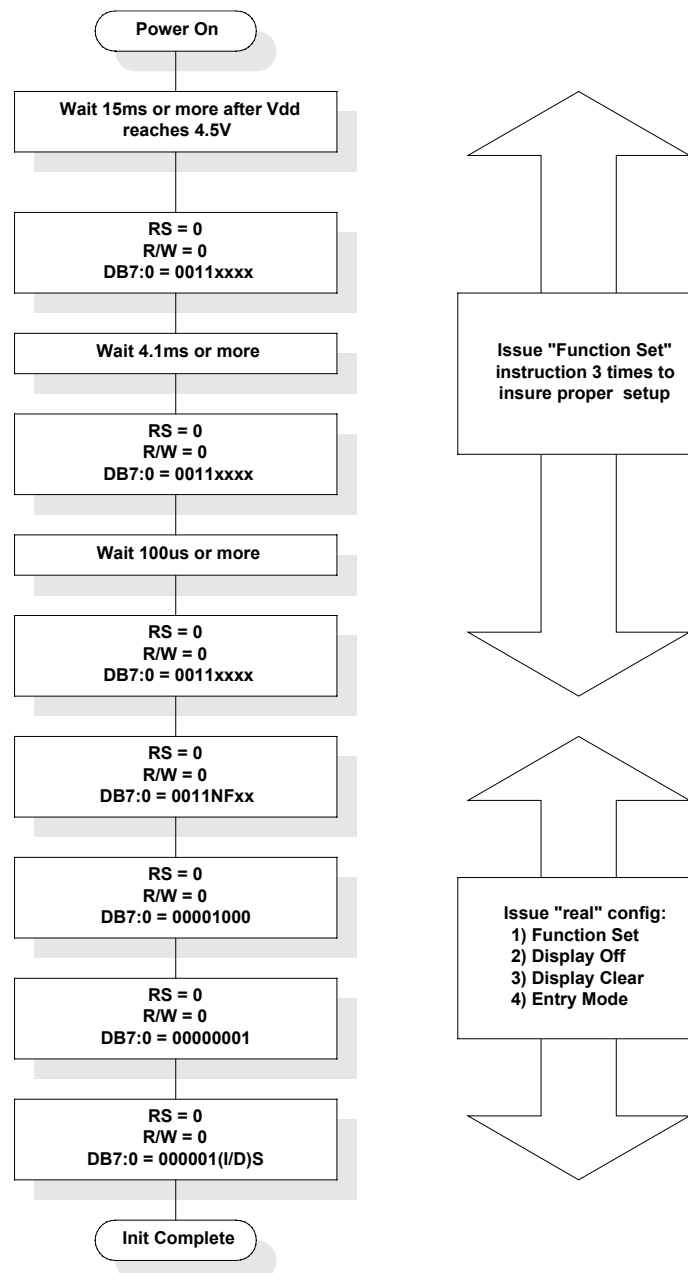 Power On
Wait 15ms or more after Vdd
reaches 4.5V
RS = 0
R/W = 0
DB7:0 = 0011xxxx
Wait 4.1ms or more
RS = 0
R/W = 0
DB7:0 = 0011xxxx
Wait 100us or more
RS = 0
R/W = 0
DB7:0 = 0011xxxx
RS = 0
R/W = 0
DB7:0 = 0011NFxx
RS = 0
R/W = 0
DB7:0 = 00001000
RS = 0
R/W = 0
DB7:0 = 00000001
RS = 0
R/W = 0
DB7:0 = 000001(I/D)S
Init Complete
Issue "Function Set"
instruction 3 times to
insure proper setup
Issue "real" config:
1) Function Set
2) Display Off
3) Display Clear
4) Entry Mode